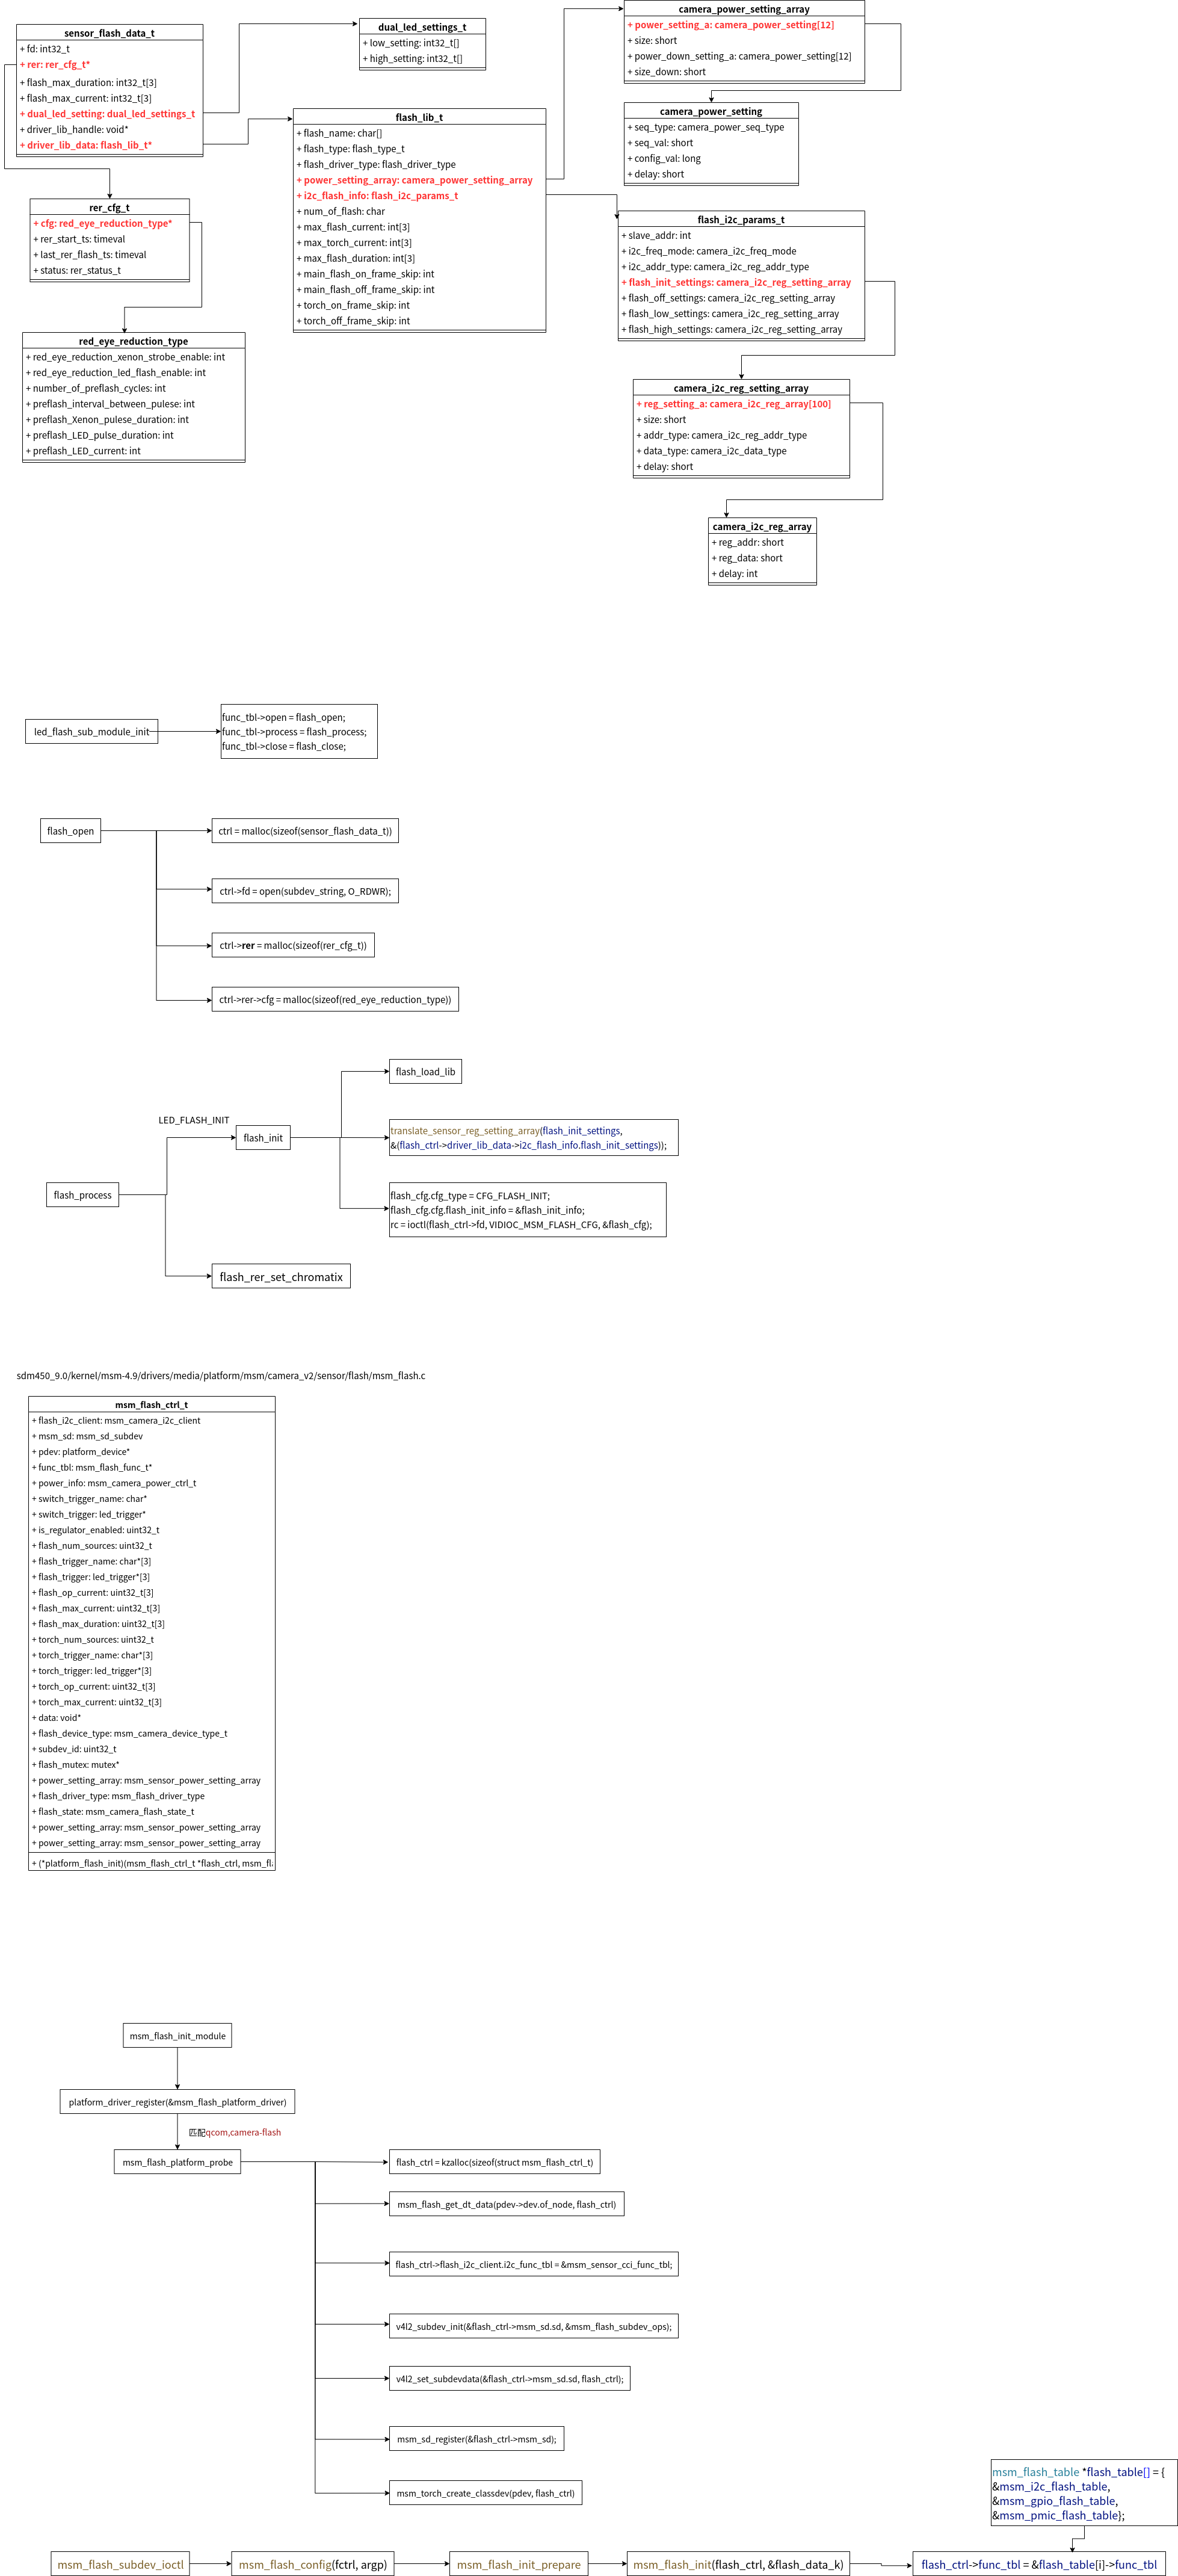 sensor_flash_data_t
+ fd: int32_t
+ rer: rer_cfg_t*
+ flash_max_duration: int32_t[3]
+ flash_max_current: int32_t[3]
+ dual_led_setting: dual_led_settings_t
+ driver_lib_handle: void*
+ driver_lib_data: flash_lib_t*
dual_led_settings_t
+ low_setting: int32_t[]
+ high_setting: int32_t[]
camera_power_setting_array
+ power_setting_a: camera_power_setting[12]
+ size: short
+ power_down_setting_a: camera_power_setting[12]
+ size_down: short
camera_power_setting
+ seq_type: camera_power_seq_type
+ seq_val: short
+ config_val: long
+ delay: short
flash_lib_t
+ flash_name: char[]
+ flash_type: flash_type_t
+ flash_driver_type: flash_driver_type
+ power_setting_array: camera_power_setting_array
+ i2c_flash_info: flash_i2c_params_t
+ num_of_flash: char
+ max_flash_current: int[3]
+ max_torch_current: int[3]
+ max_flash_duration: int[3]
+ main_flash_on_frame_skip: int
+ main_flash_off_frame_skip: int
+ torch_on_frame_skip: int
+ torch_off_frame_skip: int
rer_cfg_t
+ cfg: red_eye_reduction_type*
+ rer_start_ts: timeval
+ last_rer_flash_ts: timeval
+ status: rer_status_t
flash_i2c_params_t
+ slave_addr: int
+ i2c_freq_mode: camera_i2c_freq_mode
+ i2c_addr_type: camera_i2c_reg_addr_type
+ flash_init_settings: camera_i2c_reg_setting_array
+ flash_off_settings: camera_i2c_reg_setting_array
+ flash_low_settings: camera_i2c_reg_setting_array
+ flash_high_settings: camera_i2c_reg_setting_array
red_eye_reduction_type
+ red_eye_reduction_xenon_strobe_enable: int
+ red_eye_reduction_led_flash_enable: int
+ number_of_preflash_cycles: int
+ preflash_interval_between_pulese: int
+ preflash_Xenon_pulese_duration: int
+ preflash_LED_pulse_duration: int
+ preflash_LED_current: int
camera_i2c_reg_setting_array
+ reg_setting_a: camera_i2c_reg_array[100]
+ size: short
+ addr_type: camera_i2c_reg_addr_type
+ data_type: camera_i2c_data_type
+ delay: short
camera_i2c_reg_array
+ reg_addr: short
+ reg_data: short
+ delay: int
led_flash_sub_module_init
func_tbl->open = flash_open;
func_tbl->process = flash_process;
func_tbl->close = flash_close;
flash_open
ctrl = malloc(sizeof(sensor_flash_data_t))
ctrl->fd = open(subdev_string, O_RDWR);
ctrl->rer = malloc(sizeof(rer_cfg_t))
ctrl->rer->cfg = malloc(sizeof(red_eye_reduction_type))
flash_load_lib
LED_FLASH_INIT
flash_init
translate_sensor_reg_setting_array(flash_init_settings,
&(flash_ctrl->driver_lib_data->i2c_flash_info.flash_init_settings));
flash_process
flash_cfg.cfg_type = CFG_FLASH_INIT;
flash_cfg.cfg.flash_init_info = &flash_init_info;
rc = ioctl(flash_ctrl->fd, VIDIOC_MSM_FLASH_CFG, &flash_cfg);
flash_rer_set_chromatix
sdm450_9.0/kernel/msm-4.9/drivers/media/platform/msm/camera_v2/sensor/flash/msm_flash.c
msm_flash_ctrl_t
+ flash_i2c_client: msm_camera_i2c_client
+ msm_sd: msm_sd_subdev
+ pdev: platform_device*
+ func_tbl: msm_flash_func_t*
+ power_info: msm_camera_power_ctrl_t
+ switch_trigger_name: char*
+ switch_trigger: led_trigger*
+ is_regulator_enabled: uint32_t
+ flash_num_sources: uint32_t
+ flash_trigger_name: char*[3]
+ flash_trigger: led_trigger*[3]
+ flash_op_current: uint32_t[3]
+ flash_max_current: uint32_t[3]
+ flash_max_duration: uint32_t[3]
+ torch_num_sources: uint32_t
+ torch_trigger_name: char*[3]
+ torch_trigger: led_trigger*[3]
+ torch_op_current: uint32_t[3]
+ torch_max_current: uint32_t[3]
+ data: void*
+ flash_device_type: msm_camera_device_type_t
+ subdev_id: uint32_t
+ flash_mutex: mutex*
+ power_setting_array: msm_sensor_power_setting_array
+ flash_driver_type: msm_flash_driver_type
+ flash_state: msm_camera_flash_state_t
+ power_setting_array: msm_sensor_power_setting_array
+ power_setting_array: msm_sensor_power_setting_array
+ (*platform_flash_init)(msm_flash_ctrl_t *flash_ctrl, msm_fl
msm_flash_init_module
platform_driver_register(&msm_flash_platform_driver)
匹配qcom,camera-flash
msm_flash_platform_probe
flash_ctrl = kzalloc(sizeof(struct msm_flash_ctrl_t)
msm_flash_get_dt_data(pdev->dev.of_node, flash_ctrl)
flash_ctrl->flash_i2c_client.i2c_func_tbl = &msm_sensor_cci_func_tbl;
v4l2_subdev_init(&flash_ctrl->msm_sd.sd, &msm_flash_subdev_ops);
v4l2_set_subdevdata(&flash_ctrl->msm_sd.sd, flash_ctrl);
msm_sd_register(&flash_ctrl->msm_sd);
msm_torch_create_classdev(pdev, flash_ctrl)
msm_flash_table *flash_table[] = {
&msm_i2c_flash_table,
&msm_gpio_flash_table,
&msm_pmic_flash_table};
msm_flash_subdev_ioctl
msm_flash_config(fctrl, argp)
msm_flash_init_prepare
msm_flash_init(flash_ctrl, &flash_data_k)
flash_ctrl->func_tbl = &flash_table[i]->func_tbl